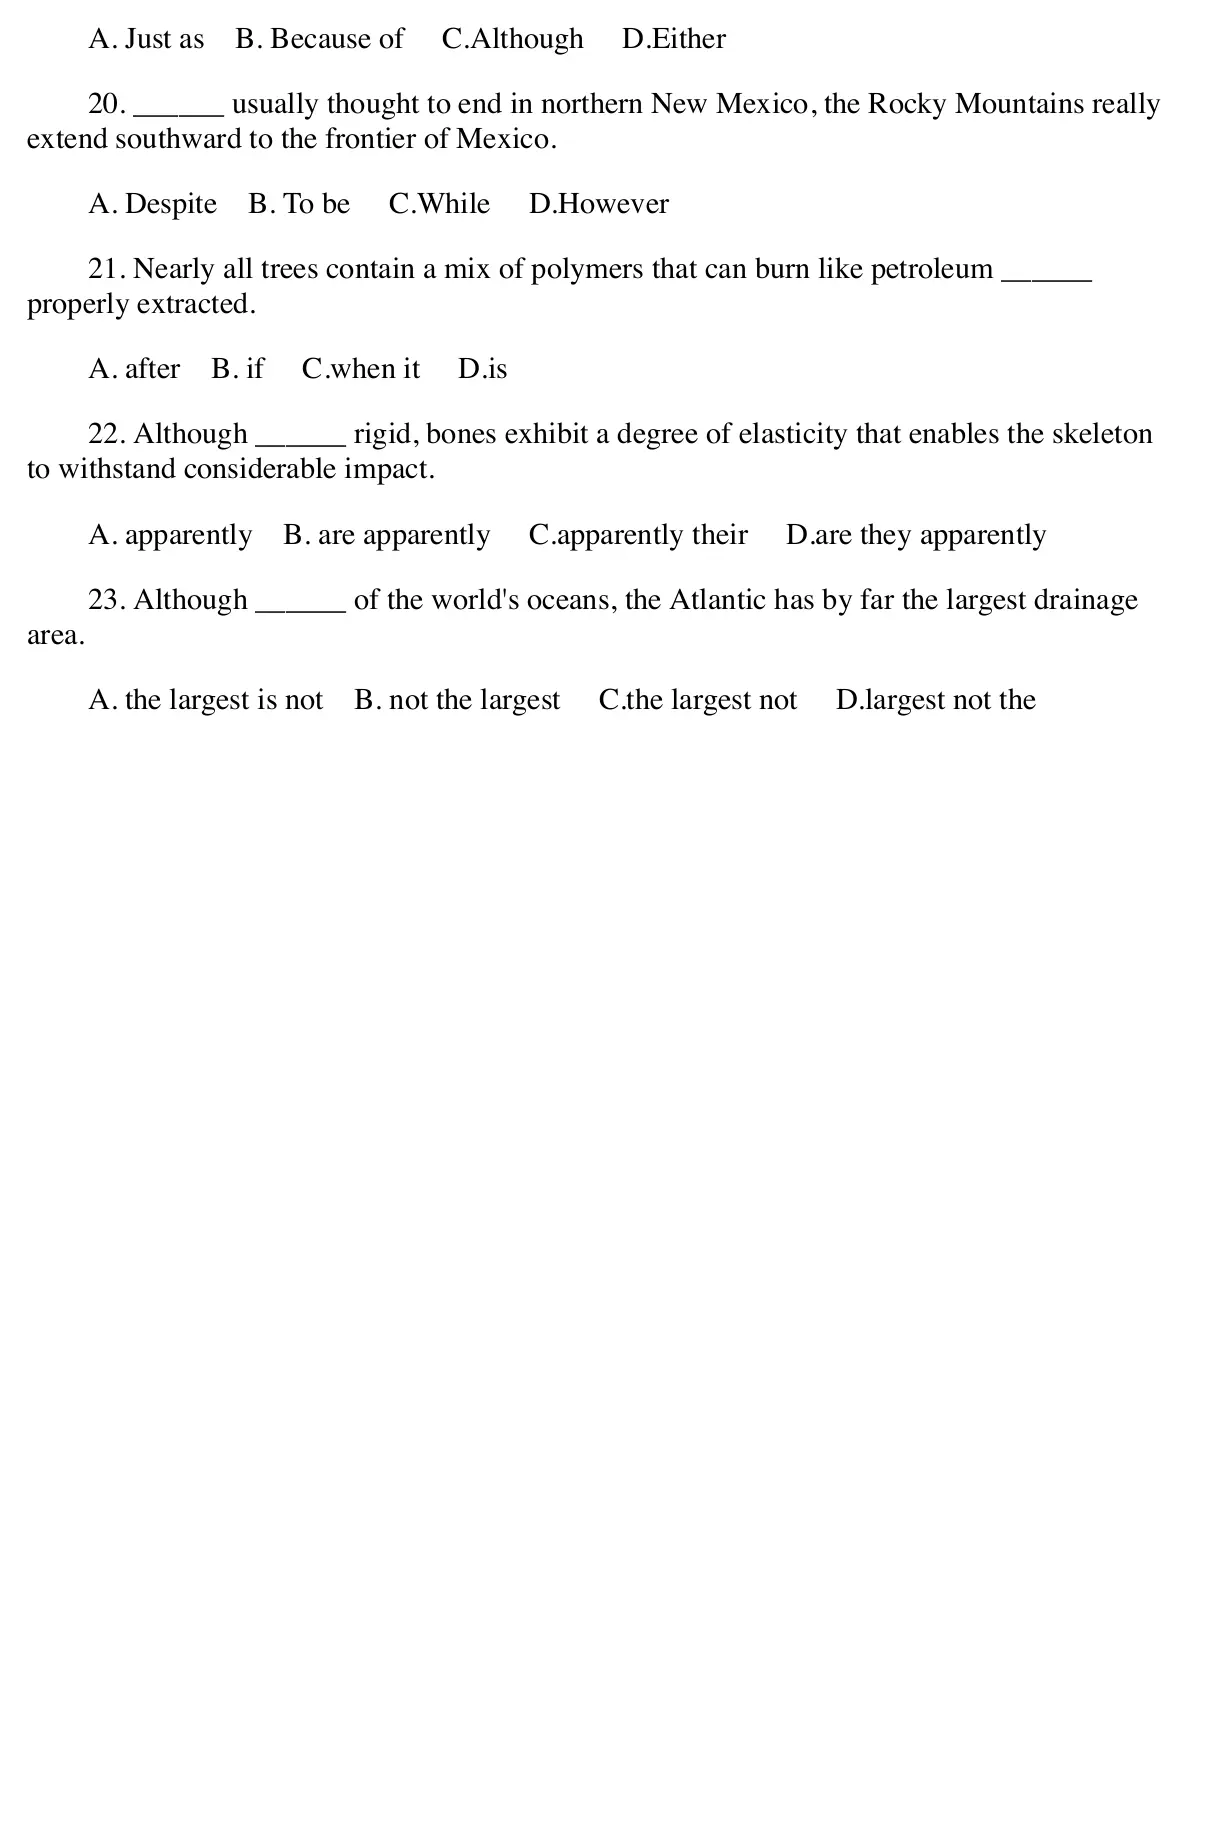 A. Just as B. Because of C.Although D.Either
20. ______ usually thought to end in northern New Mexico, the Rocky Mountains really
extend southward to the frontier of Mexico.
A. Despite B. To be C.While D.However
21. Nearly all trees contain a mix of polymers that can burn like petroleum ______
properly extracted.
A. after B. if C.when it D.is
22. Although ______ rigid, bones exhibit a degree of elasticity that enables the skeleton
to withstand considerable impact.
A. apparently B. are apparently C.apparently their D.are they apparently
23. Although ______ of the world's oceans, the Atlantic has by far the largest drainage
area.
A. the largest is not B. not the largest C.the largest not D.largest not the